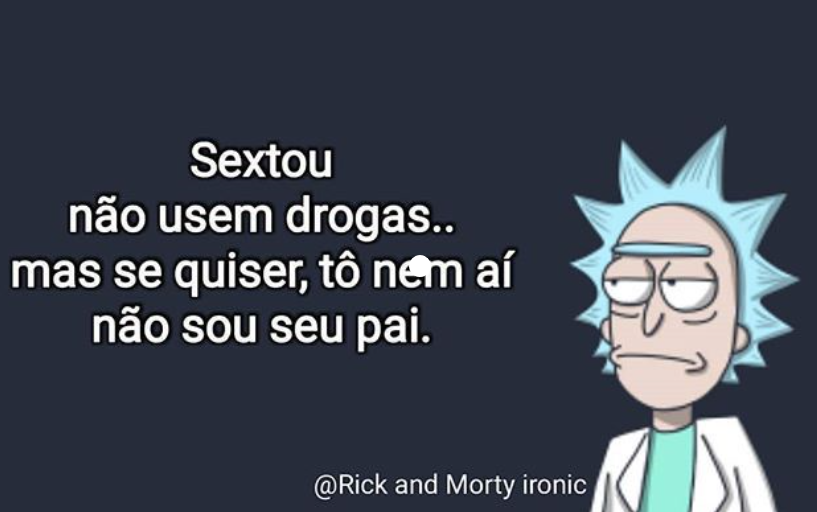 Sextou
não usem drogas..
mas se quiser, tô nem aí
não sou seu pai.
@Rick and Morty ironic